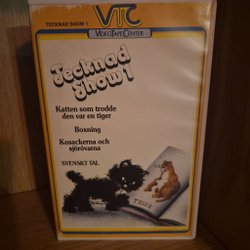 TECKNAD SHOW 1
VTC
VIDEOTAPECENTER
Tecknad
Show 1
Katten som trodde
den var en tiger
Boxning
Kosackerna och
sjörövarna
SVENSKT TAL
TIGER